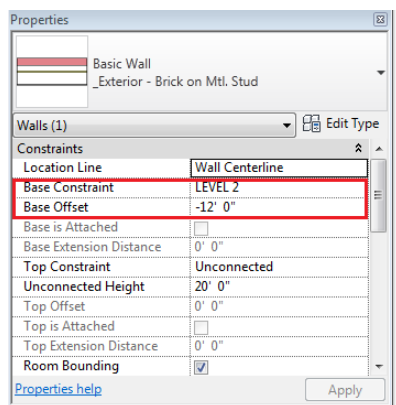 Properties
Basic Wall
_Exterior - Brick on Mtl. Stud
Walls (1) Edit Type
Constraints
Location Line Wall Centerline
Base Constraint LEVEL 2
Base Offset -12' 0"
Base is Attached
Base Extension Distance 0' 0"
Top Constraint Unconnected
Unconnected Height 20' 0"
Top Offset 0' 0"
Top is Attached
Top Extension Distance 0' 0"
Room Bounding
Properties help Apply